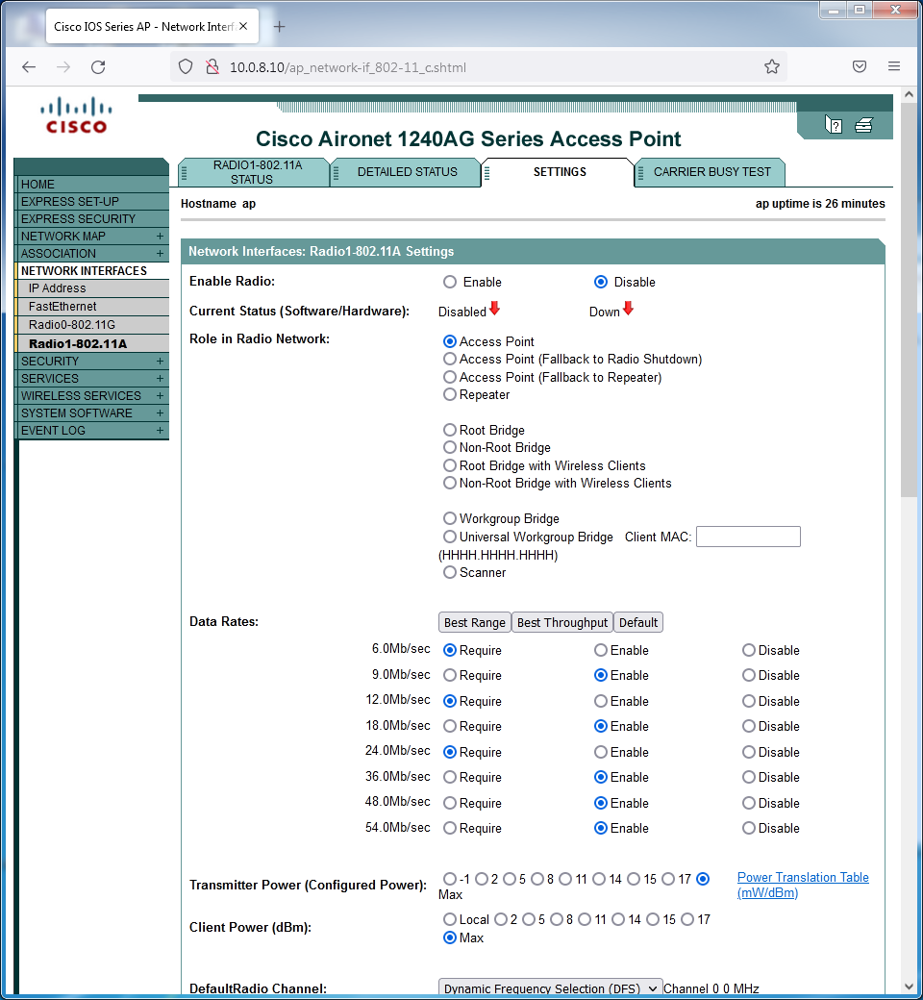 Cisco IOS Series AP - Network Interf
10.0.8.10/ap_network-if_802-11_c.shtml
CISCO
Cisco Aironet 1240AG Series Access Point
RADIO1-802.11A STATUS
DETAILED STATUS
SETTINGS
CARRIER BUSY TEST
HOME
EXPRESS SET-UP
EXPRESS SECURITY
NETWORK MAP +
ASSOCIATION +
NETWORK INTERFACES
IP Address
FastEthernet
Radio0-802.11G
Radio1-802.11A
SECURITY +
SERVICES +
WIRELESS SERVICES +
SYSTEM SOFTWARE +
EVENT LOG +
Hostname ap
ap uptime is 26 minutes
Network Interfaces: Radio1-802.11A Settings
Enable Radio: Enable Disable
Current Status (Software/Hardware): Disabled Down
Role in Radio Network: Access Point
Access Point (Fallback to Radio Shutdown)
Access Point (Fallback to Repeater)
Repeater
Root Bridge
Non-Root Bridge
Root Bridge with Wireless Clients
Non-Root Bridge with Wireless Clients
Workgroup Bridge
Universal Workgroup Bridge Client MAC:
(HHHH.HHHH.HHHH)
Scanner
Data Rates: Best Range Best Throughput Default
6.0Mb/sec Require Enable Disable
9.0Mb/sec Require Enable Disable
12.0Mb/sec Require Enable Disable
18.0Mb/sec Require Enable Disable
24.0Mb/sec Require Enable Disable
36.0Mb/sec Require Enable Disable
48.0Mb/sec Require Enable Disable
54.0Mb/sec Require Enable Disable
Transmitter Power (Configured Power): -1 2 5 8 11 14 15 17
Max
Power Translation Table
(mW/dBm)
Client Power (dBm): Local 2 5 8 11 14 15 17
Max
DefaultRadio Channel: Dynamic Frequency Selection (DFS) Channel 0 0 MHz